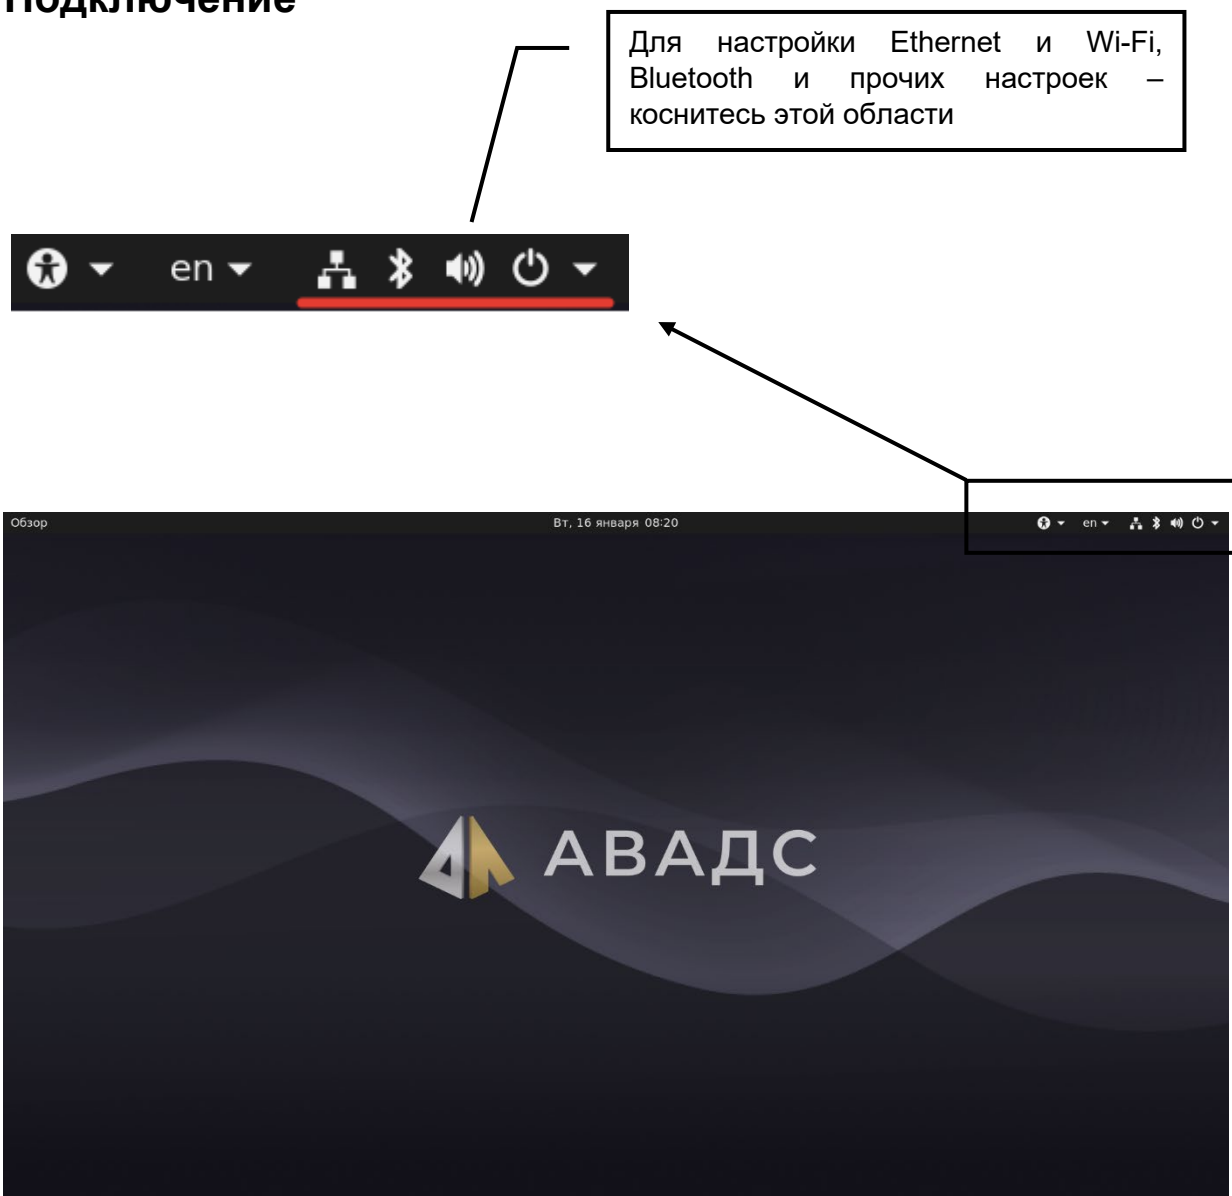 Подключение
Для настройки Ethernet и Wi-Fi,
Bluetooth и прочих настроек –
коснитесь этой области
en
Обзор
Вт, 16 января 08:20
en
АВАДС